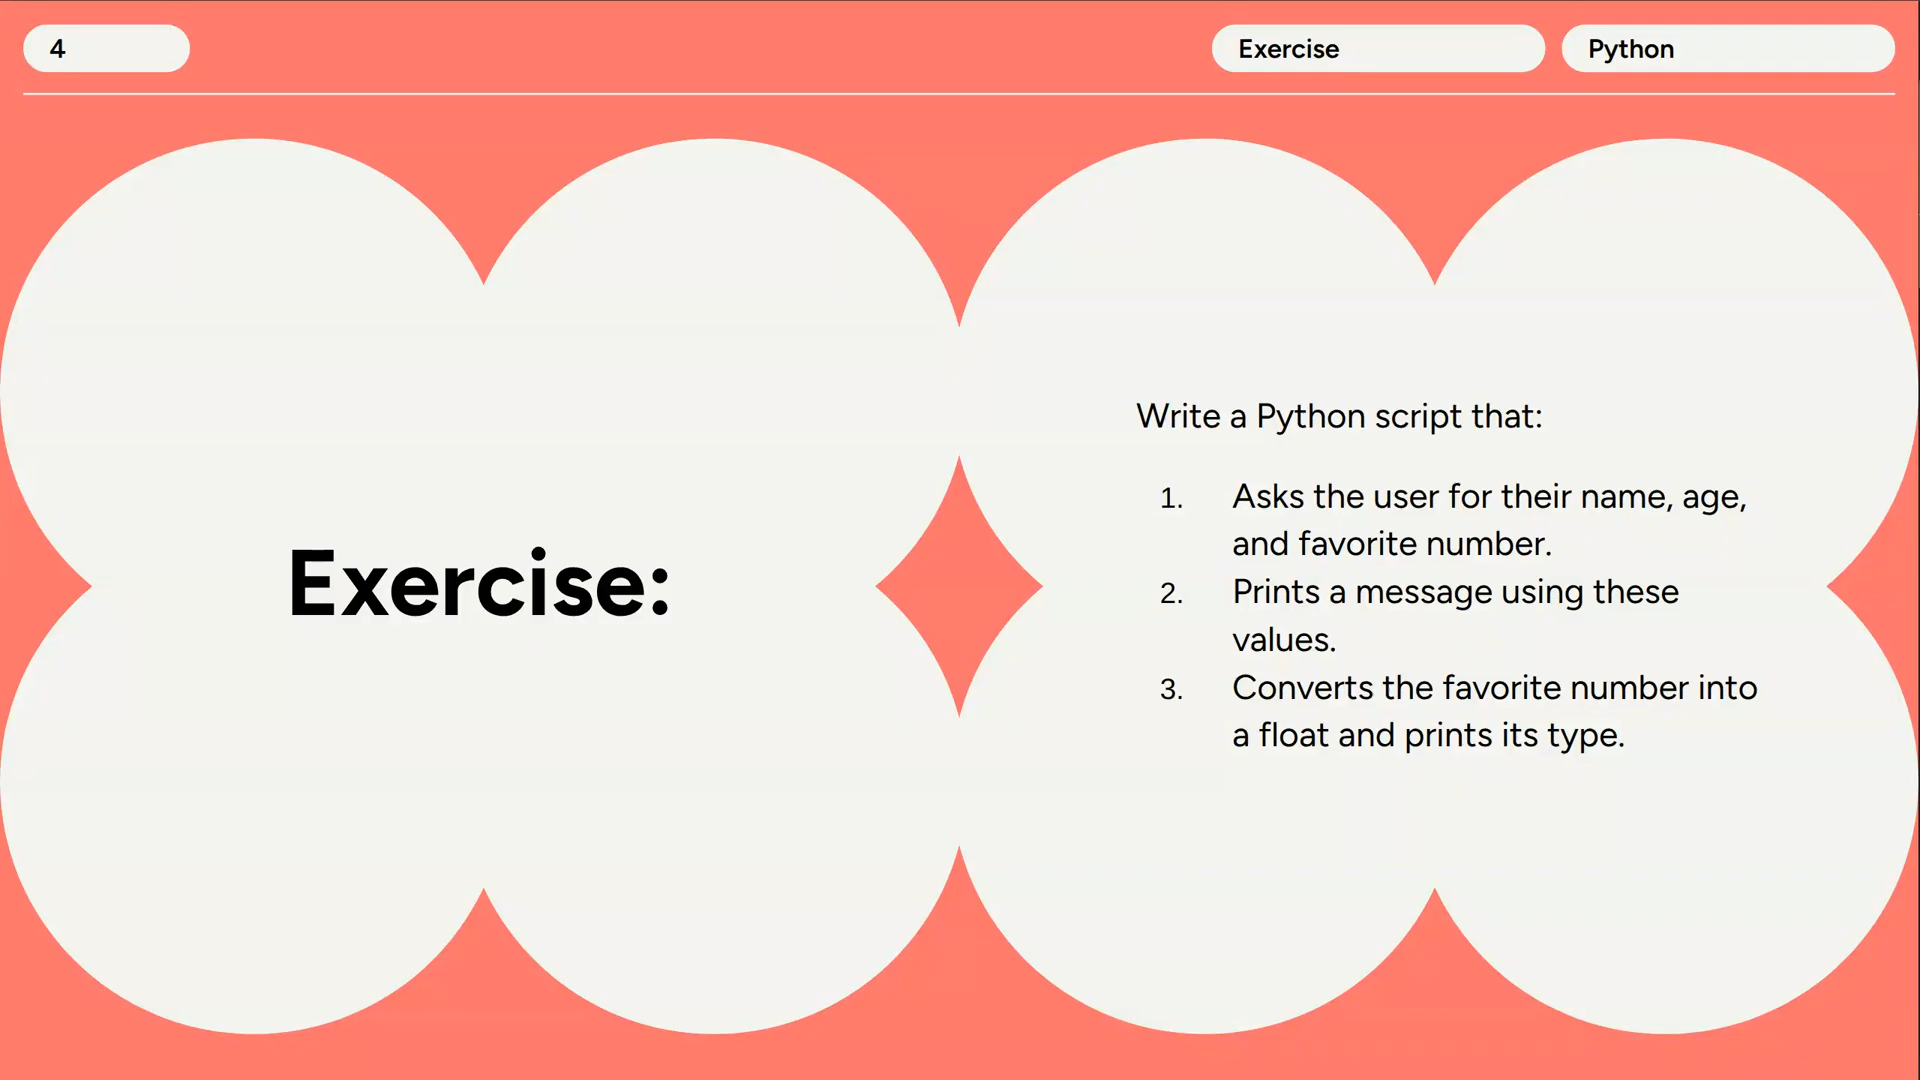 4
Exercise
Python
Exercise:
Write a Python script that:
1. Asks the user for their name, age,
and favorite number.
2. Prints a message using these
values.
3. Converts the favorite number into
a float and prints its type.